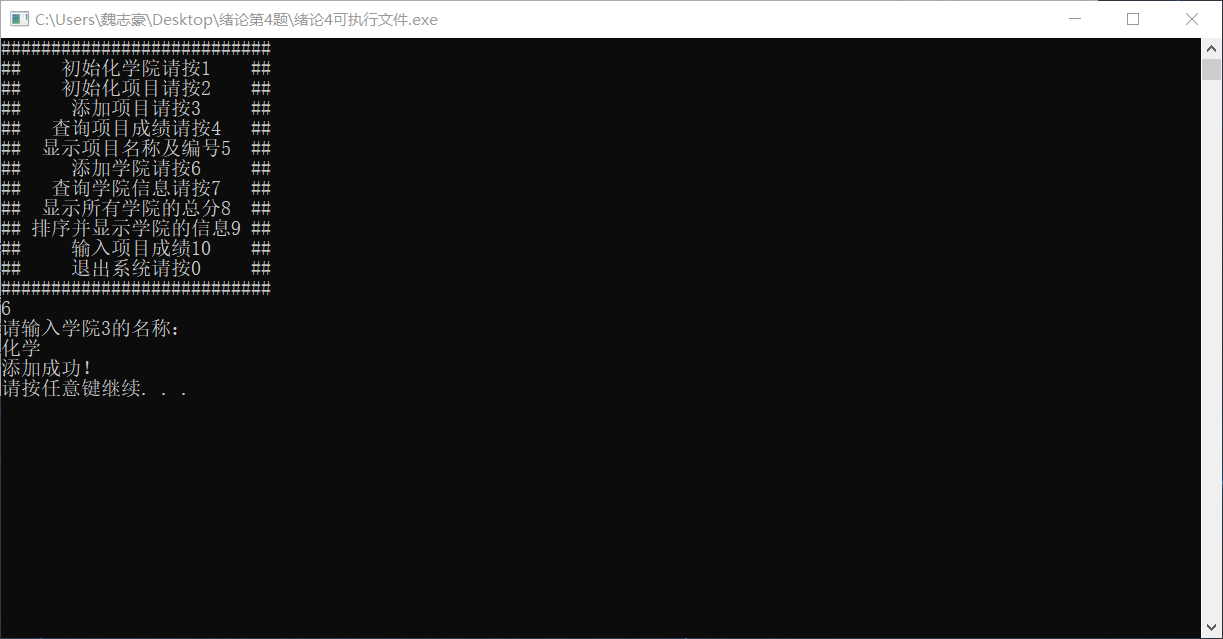 C:\Users\魏志豪\Desktop\绪论第4题\绪论4可执行文件.exe
###########################
##    初始化学院请按1    ##
##    初始化项目请按2    ##
##     添加项目请按3     ##
##   查询项目成绩请按4   ##
##  显示项目名称及编号5  ##
##     添加学院请按6     ##
##   查询学院信息请按7   ##
##  显示所有学院的总分8  ##
## 排序并显示学院的信息9 ##
##     输入项目成绩10    ##
##     退出系统请按0     ##
###########################
6
请输入学院3的名称:
化学
添加成功!
请按任意键继续. . .